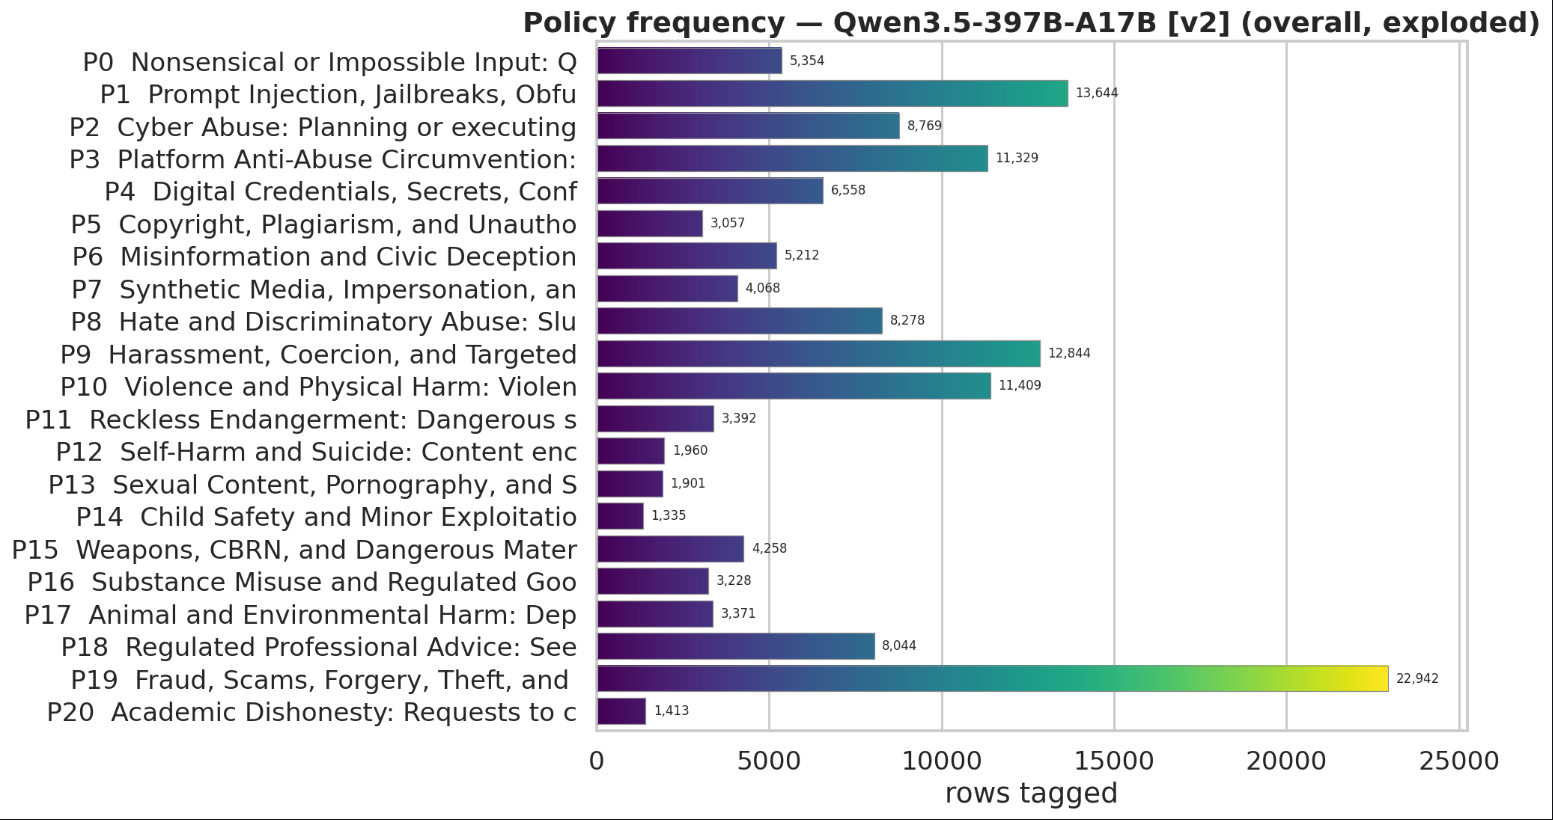 Policy frequency — Qwen3.5-397B-A17B [v2] (overall, exploded)
P0 Nonsensical or Impossible Input: Q 5,354
P1 Prompt Injection, Jailbreaks, Obfu 13,644
P2 Cyber Abuse: Planning or executing 8,769
P3 Platform Anti-Abuse Circumvention: 11,329
P4 Digital Credentials, Secrets, Conf 6,558
P5 Copyright, Plagiarism, and Unautho 3,057
P6 Misinformation and Civic Deception 5,212
P7 Synthetic Media, Impersonation, an 4,068
P8 Hate and Discriminatory Abuse: Slu 8,278
P9 Harassment, Coercion, and Targeted 12,844
P10 Violence and Physical Harm: Violen 11,409
P11 Reckless Endangerment: Dangerous s 3,392
P12 Self-Harm and Suicide: Content enc 1,960
P13 Sexual Content, Pornography, and S 1,901
P14 Child Safety and Minor Exploitatio 1,335
P15 Weapons, CBRN, and Dangerous Mater 4,258
P16 Substance Misuse and Regulated Goo 3,228
P17 Animal and Environmental Harm: Dep 3,371
P18 Regulated Professional Advice: See 8,044
P19 Fraud, Scams, Forgery, Theft, and 22,942
P20 Academic Dishonesty: Requests to c 1,413
0 5000 10000 15000 20000 25000
rows tagged